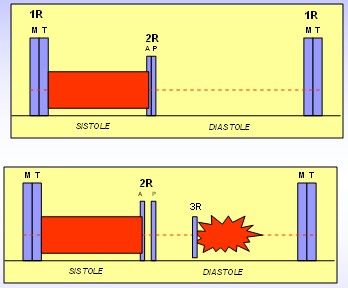 1R 1R
M T 2R M T
A P
SISTOLE DIASTOLE
M T 2R M T
A P 3R
SISTOLE DIASTOLE